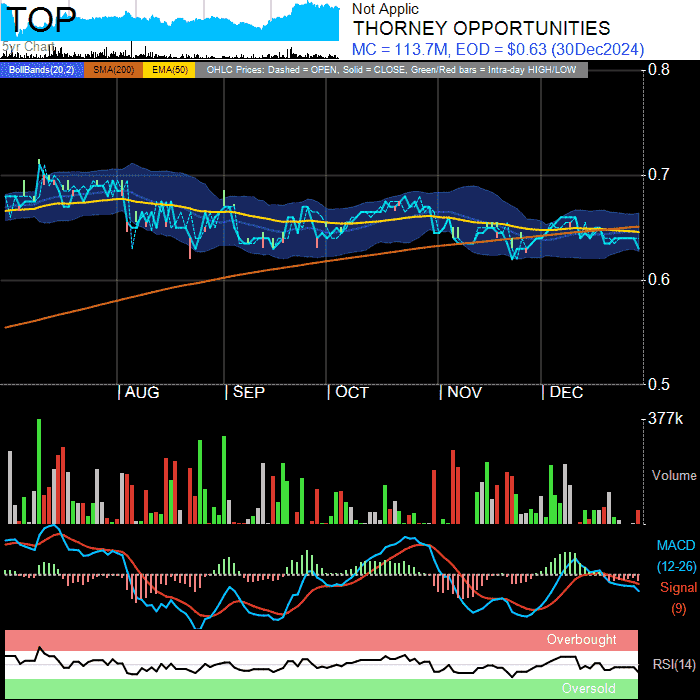 TOP
5yr Chart
Not Applic
THORNEY OPPORTUNITIES
MC = 113.7M, EOD = $0.63 (30Dec2024)
BollBands(20,2) SMA(200) EMA(50) OHLC Prices: Dashed = OPEN, Solid = CLOSE, Green/Red bars = Intra-day HIGH/LOW
0.8
0.7
0.6
0.5
AUG SEP OCT NOV DEC
377k
Volume
MACD
(12-26)
Signal
(9)
Overbought
RSI(14)
Oversold